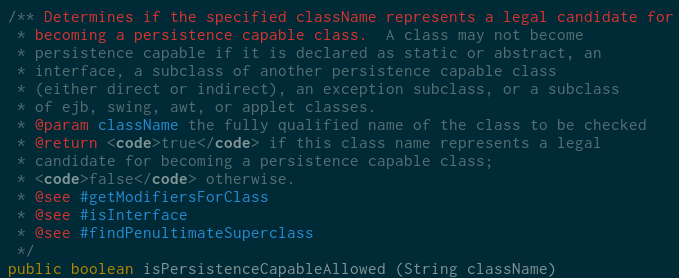 /** Determines if the specified className represents a legal candidate for
 * becoming a persistence capable class.  A class may not become
 * persistence capable if it is declared as static or abstract, an
 * interface, a subclass of another persistence capable class
 * (either direct or indirect), an exception subclass, or a subclass
 * of ejb, swing, awt, or applet classes.
 * @param className the fully qualified name of the class to be checked
 * @return <code>true</code> if this class name represents a legal
 * candidate for becoming a persistence capable class;
 * <code>false</code> otherwise.
 * @see #getModifiersForClass
 * @see #isInterface
 * @see #findPenultimateSuperclass
 */
public boolean isPersistenceCapableAllowed (String className)